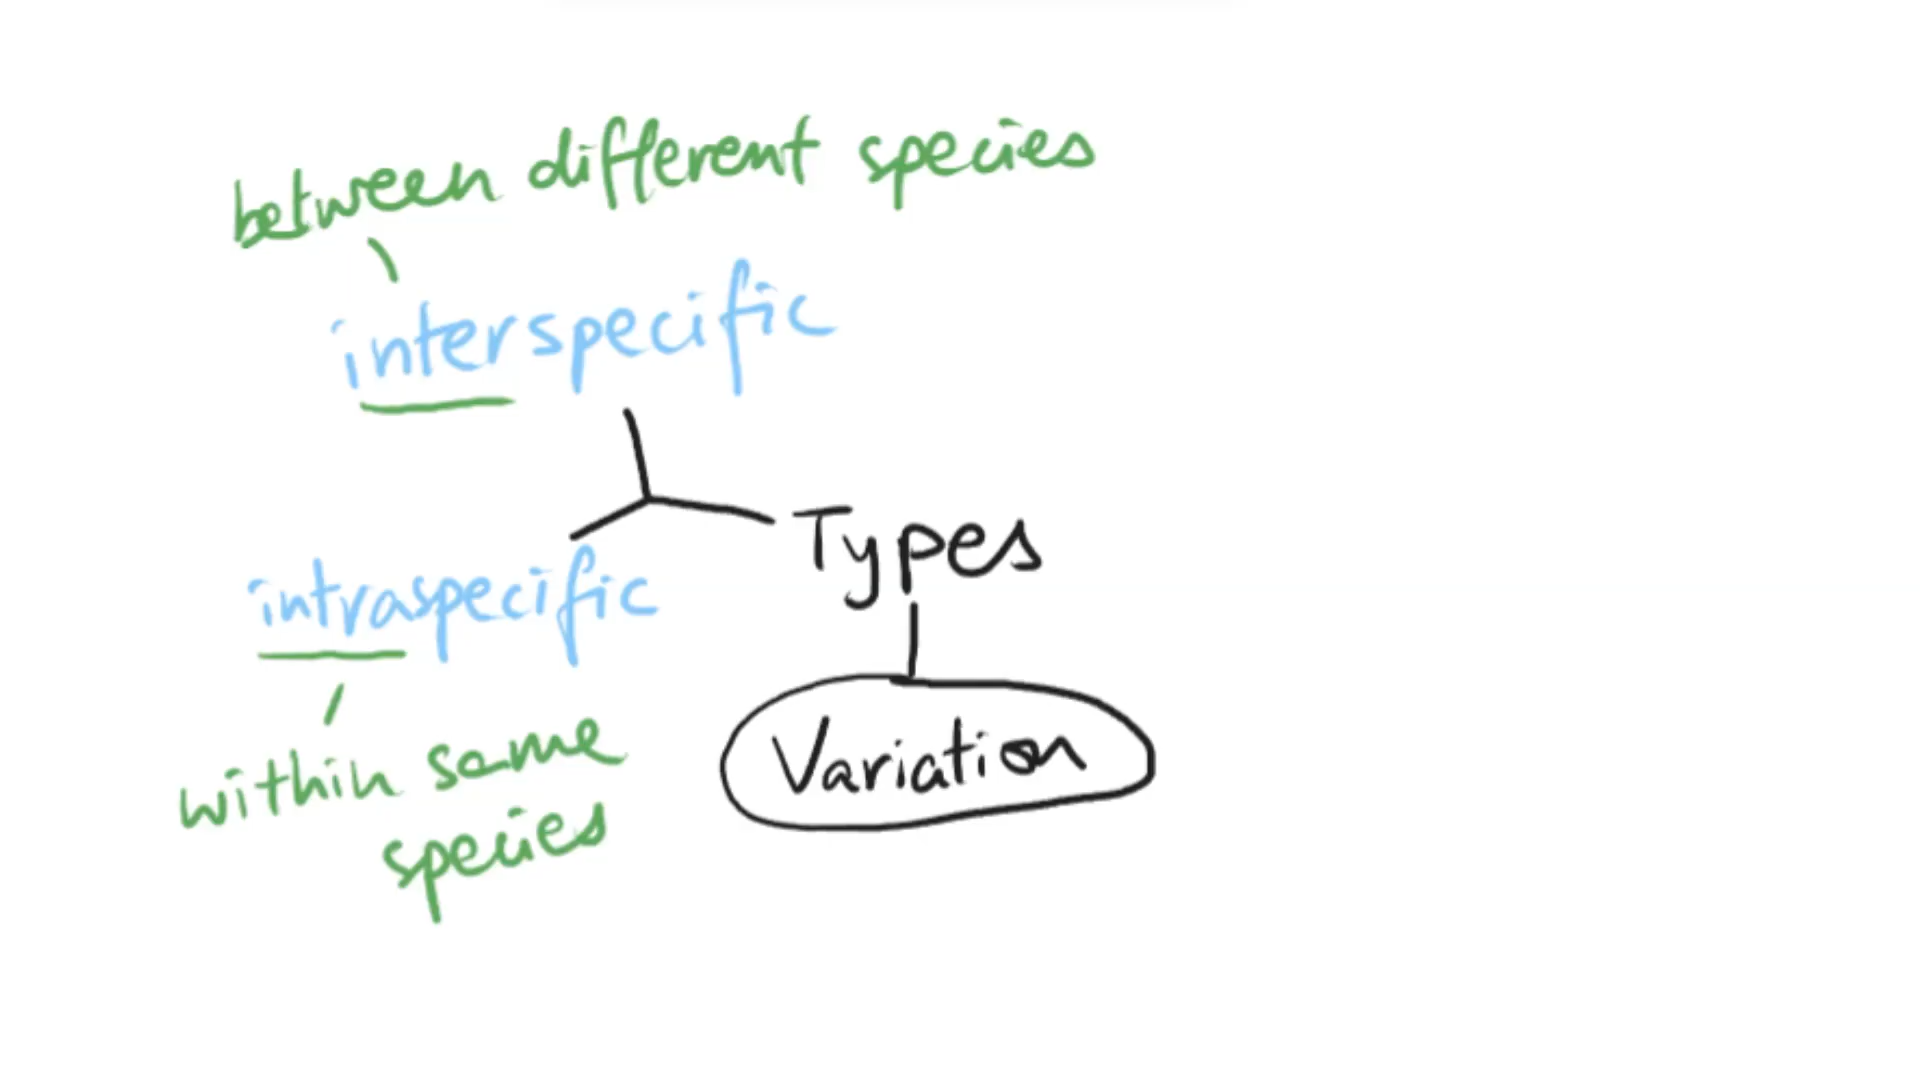 between different species
interspecific
Types
intraspecific
within same
species
Variation